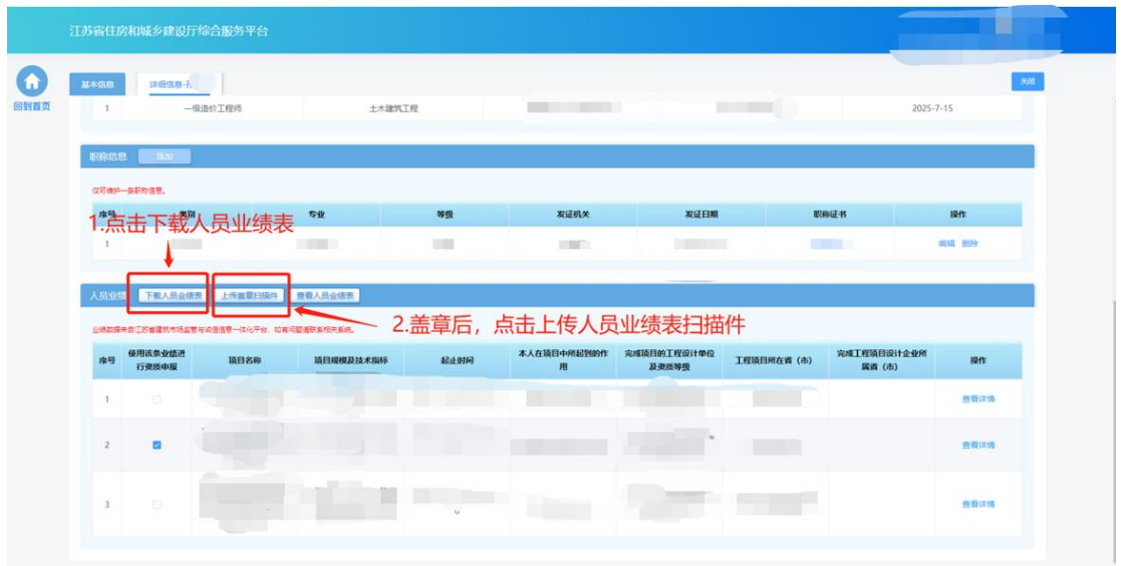 江苏省住房和城乡建设厅综合服务平台
回到首页
基本信息 详细信息- 关闭
1 一级造价工程师 土木建筑工程 2025-7-15
职称信息 添加
仅可维护一条职称信息。
序号 类别 专业 等级 发证机关 发证日期 职称证书 操作
1.点击下载人员业绩表
1 编辑 删除
人员业绩 下载人员业绩表 上传盖章扫描件 查看人员业绩表
2.盖章后，点击上传人员业绩表扫描件
业绩数据来自江苏省建筑市场监管与诚信信息一体化平台，如有问题请联系相关系统。
序号 使用该条业绩进行资质申报 项目名称 项目规模及技术指标 起止时间 本人在项目中所起到的作用 完成项目的工程设计单位及资质等级 工程项目所在省（市） 完成工程项目设计企业所属省（市） 操作
1 查看详情
2 查看详情
3 查看详情